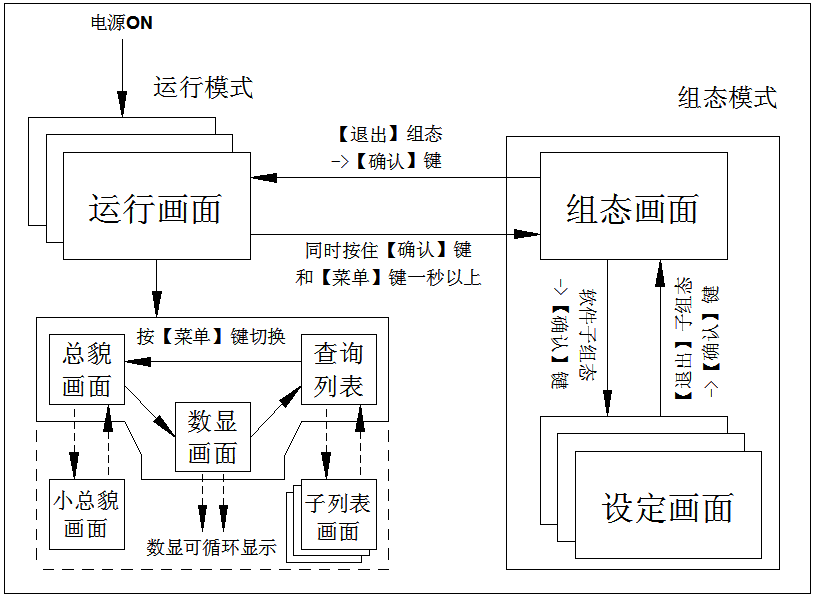 电源ON
运行模式
组态模式
【退出】组态
->【确认】键
运行画面
组态画面
同时按住【确认】键
和【菜单】键一秒以上
软件子组态
->【确认】键
【退出】子组态
->【确认】键
按【菜单】键切换
总貌
画面
查询
列表
数显
画面
小总貌
画面
子列表
画面
数显可循环显示
设定画面